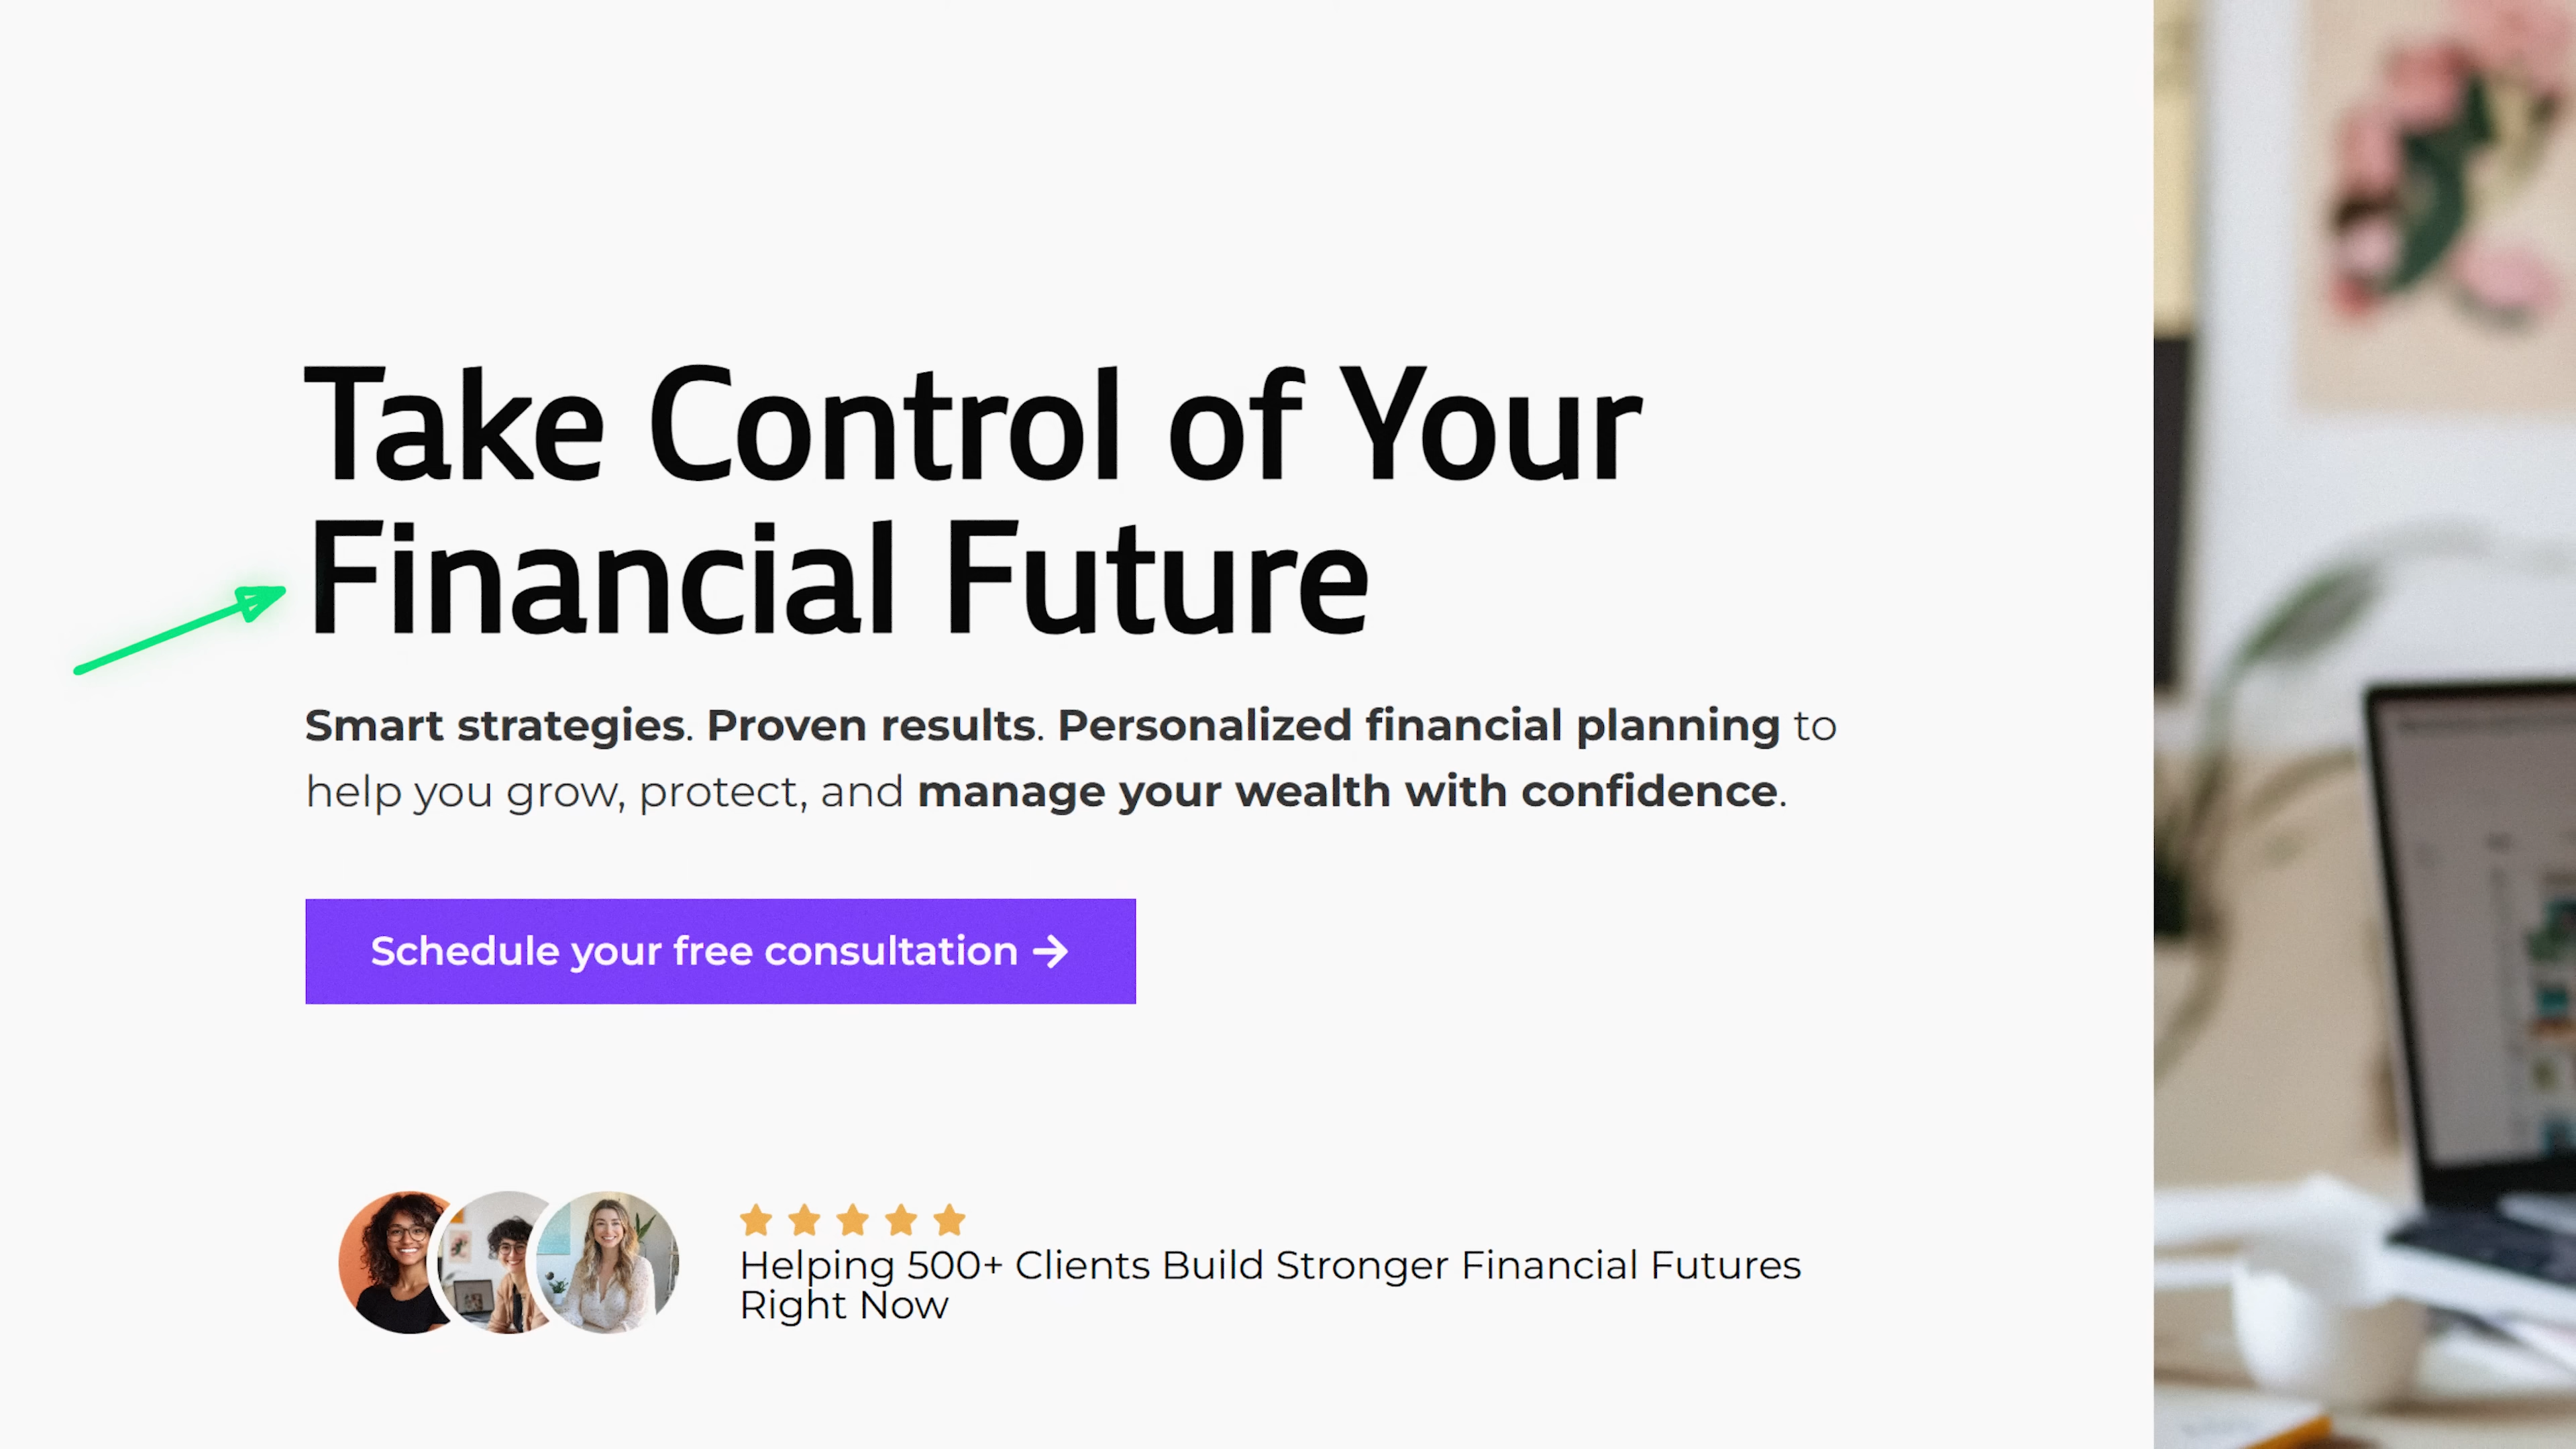 Take Control of Your
Financial Future
Smart strategies. Proven results. Personalized financial planning to
help you grow, protect, and manage your wealth with confidence.
Schedule your free consultation →
Helping 500+ Clients Build Stronger Financial Futures
Right Now